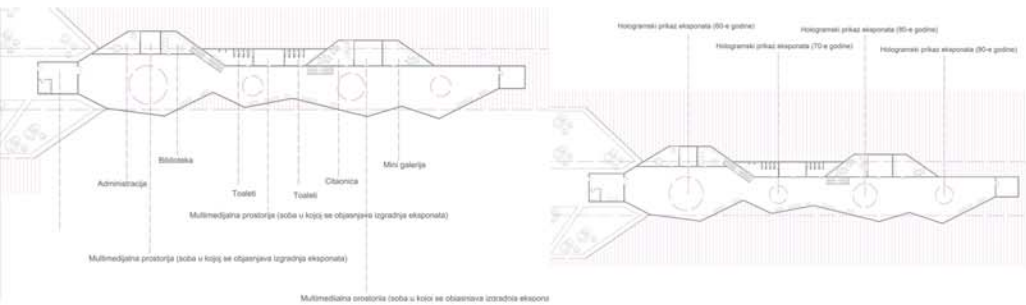 Biblioteka
Mini galerija
Administracija
Citaonica
Toaleti
Toaleti
Multimedijalna prostorija (soba u kojoj se objasnjava izgradnja eksponata)
Multimedijalna prostorija (soba u kojoj se objasnjava izgradnja eksponata)
Multimedijalna prostorija (soba u kojoj se objasnjava izgradnja ekspona
Hologramski prikaz eksponata (60-e godine)
Hologramski prikaz eksponata (80-e godine)
Hologramski prikaz eksponata (70-e godine)
Hologramski prikaz eksponata (90-e godine)